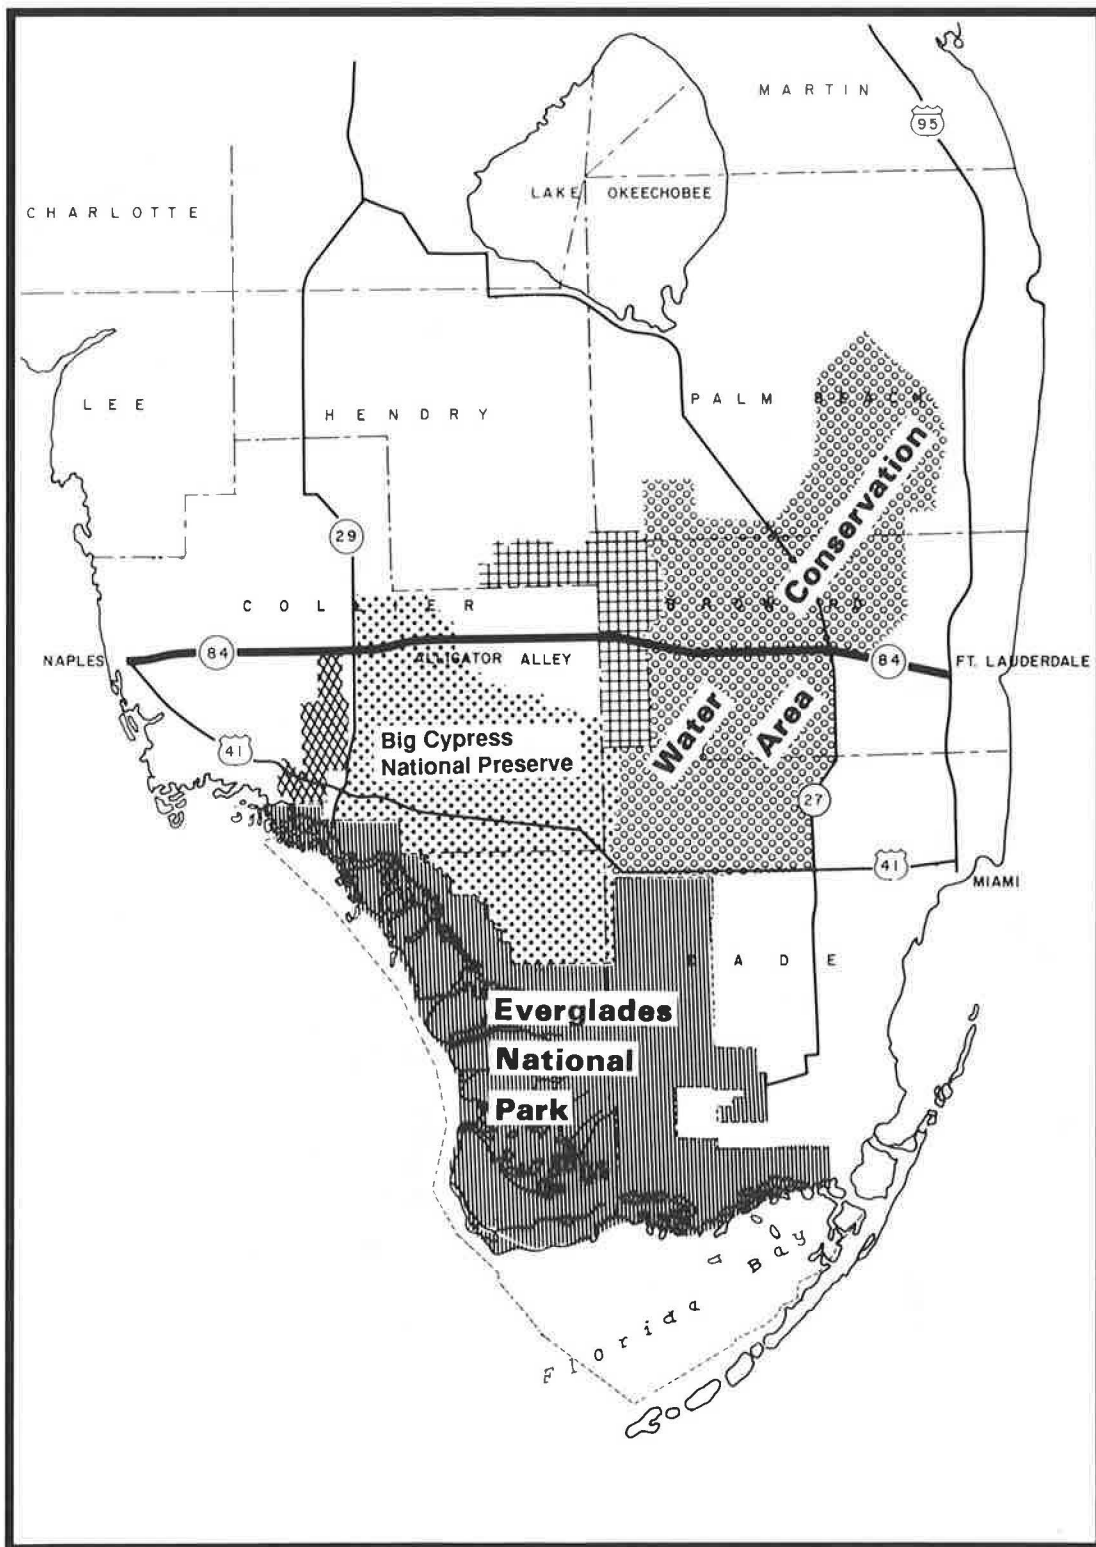 MARTIN
95
LAKE OKEECHOBEE
CHARLOTTE
LEE
HENDRY
PALM BEACH
Conservation
29
COLLIER
BROWARD
NAPLES
84
ALLIGATOR ALLEY
84
FT. LAUDERDALE
Water
Area
41
Big Cypress
National Preserve
27
41
MIAMI
DADE
Everglades
National
Park
Florida Bay